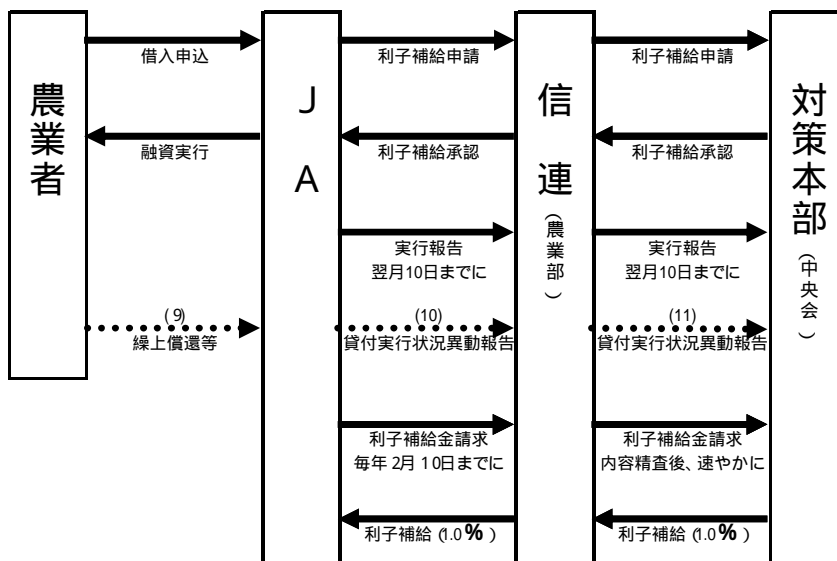 農業者
JA
信連
(農業部)
対策本部
(中央会)
借入申込
利子補給申請
利子補給申請
融資実行
利子補給承認
利子補給承認
実行報告
翌月10日までに
実行報告
翌月10日までに
(9)
繰上償還等
(10)
貸付実行状況異動報告
(11)
貸付実行状況異動報告
利子補給金請求
毎年2月10日までに
利子補給金請求
内容精査後、速やかに
利子補給(1.0%)
利子補給(1.0%)